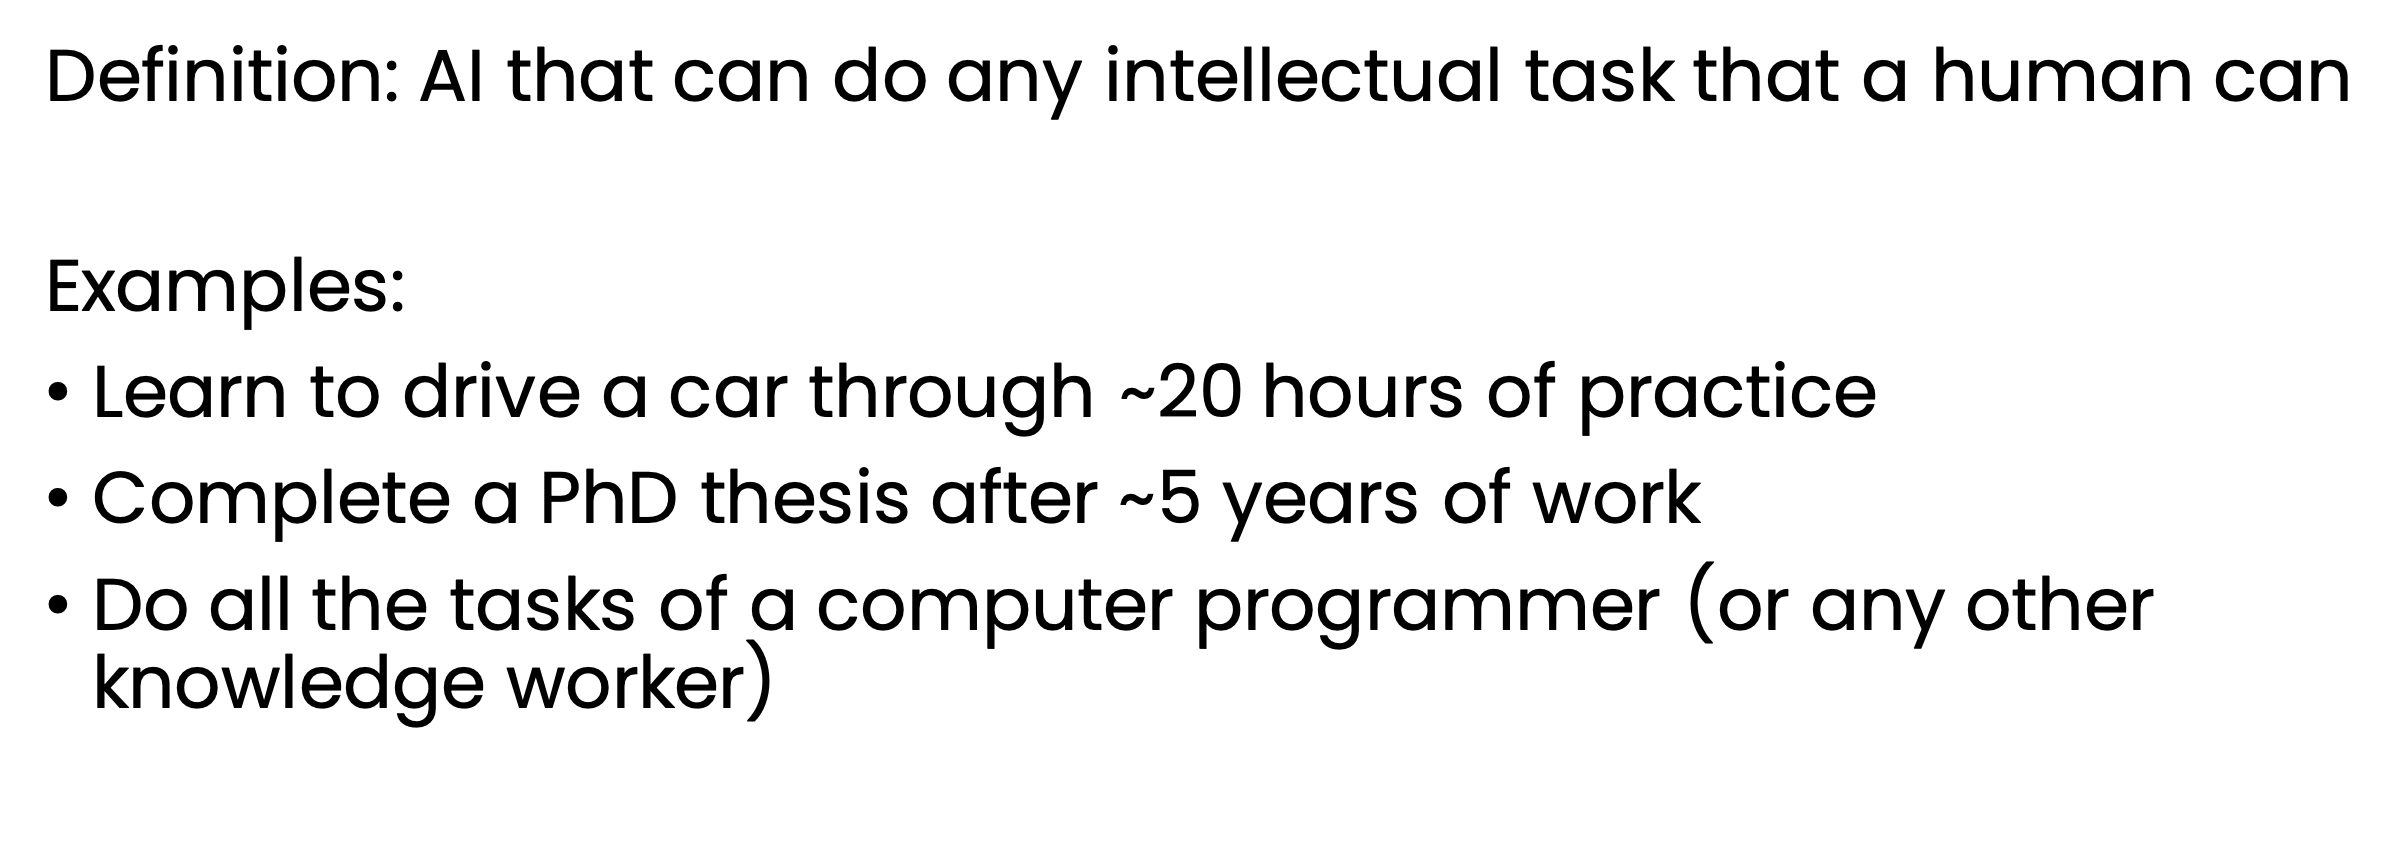 Definition: AI that can do any intellectual task that a human can
Examples:
• Learn to drive a car through ~20 hours of practice
• Complete a PhD thesis after ~5 years of work
• Do all the tasks of a computer programmer (or any other
knowledge worker)